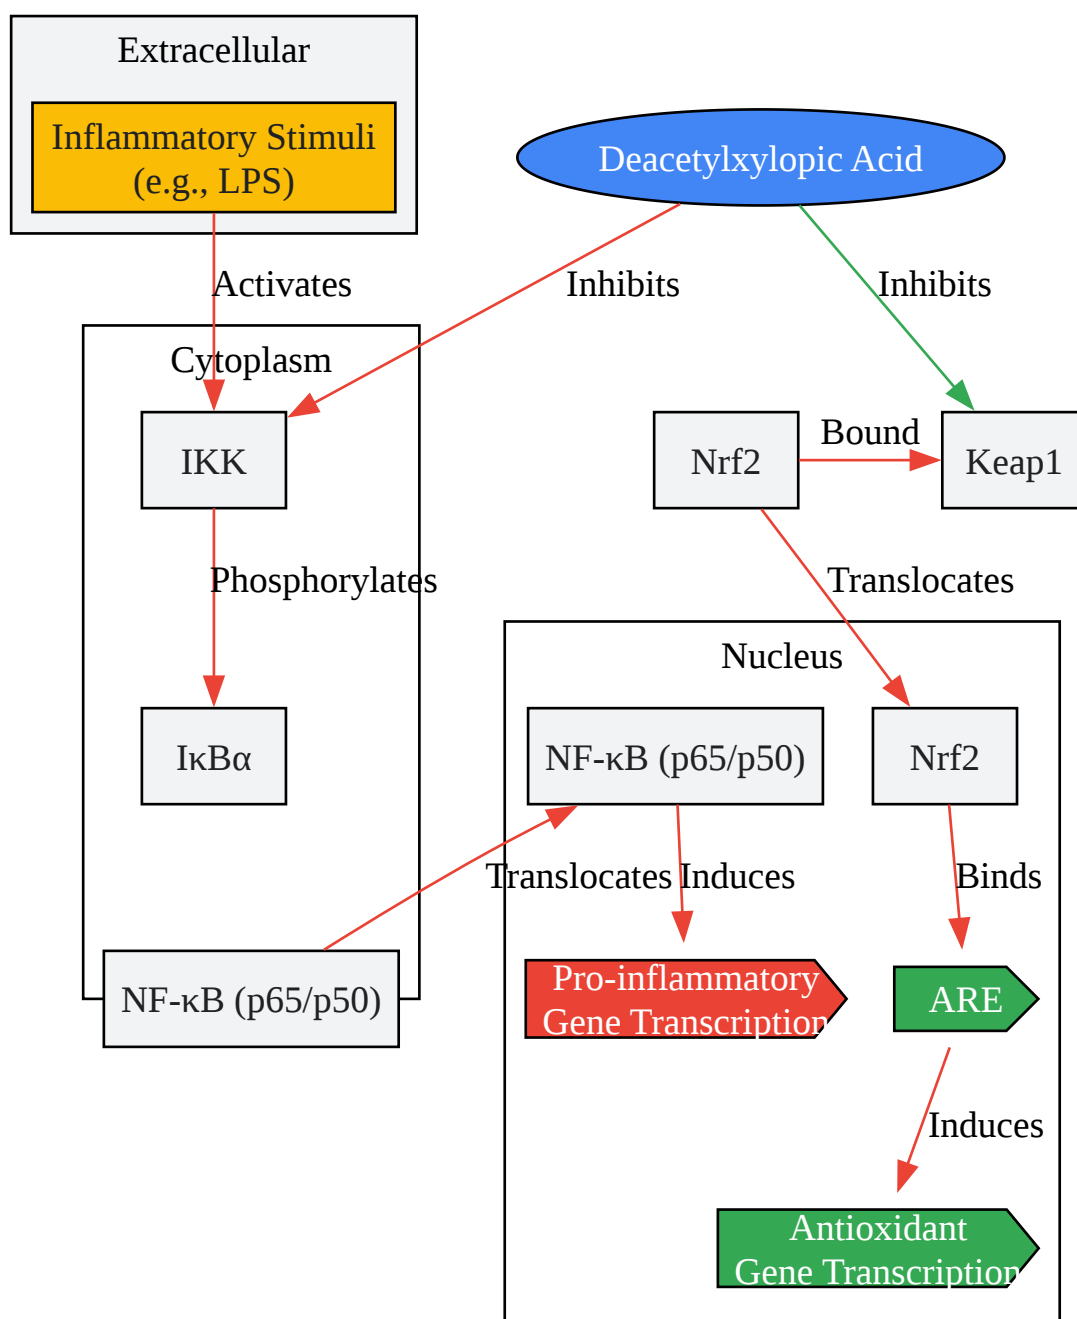 Extracellular
Inflammatory Stimuli
(e.g., LPS)
Deacetylxylopic Acid
Activates
Inhibits
Inhibits
Cytoplasm
IKK
Nrf2
Bound
Keap1
Phosphorylates
Translocates
Nucleus
IκBα
NF-κB (p65/p50)
Nrf2
Translocates
Induces
Binds
NF-κB (p65/p50)
Pro-inflammatory
Gene Transcription
ARE
Induces
Antioxidant
Gene Transcription